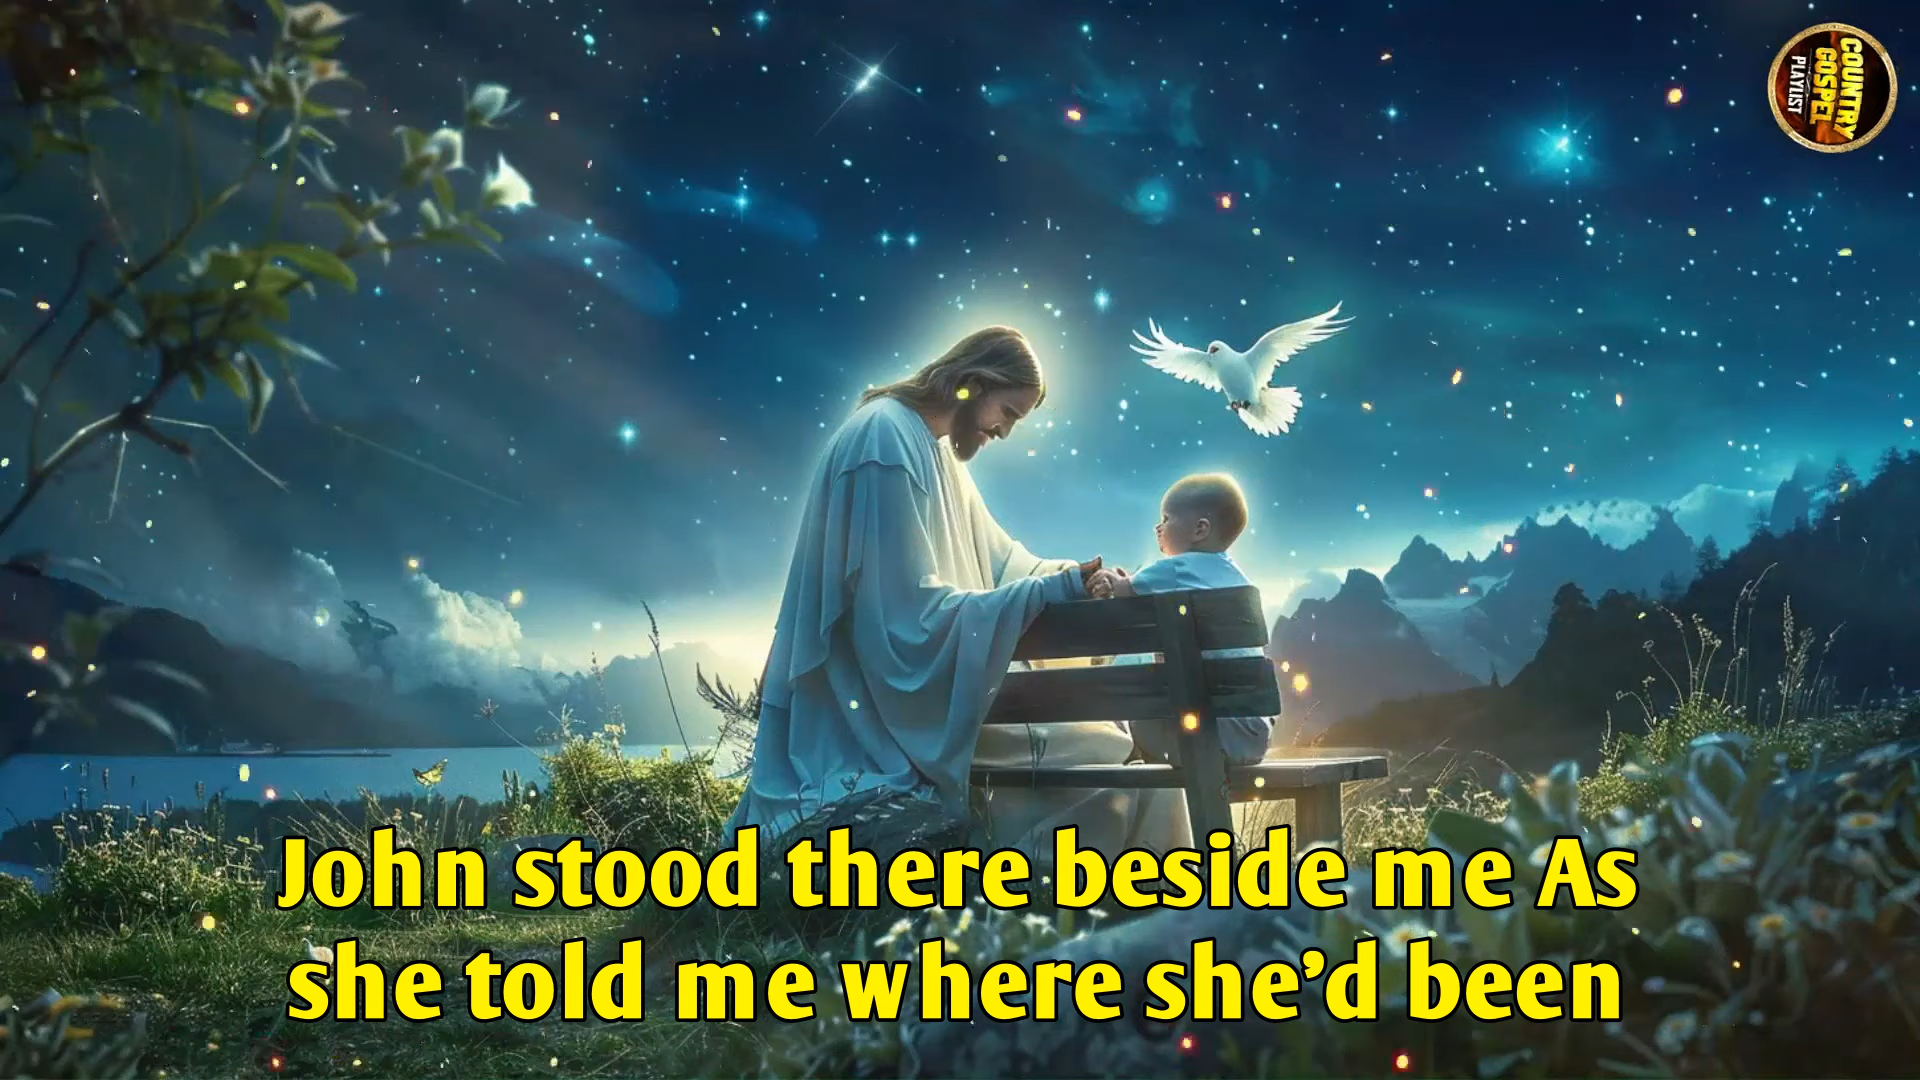 COUNTRY
GOSPEL
PLAYLIST
John stood there beside me As
she told me where she’d been